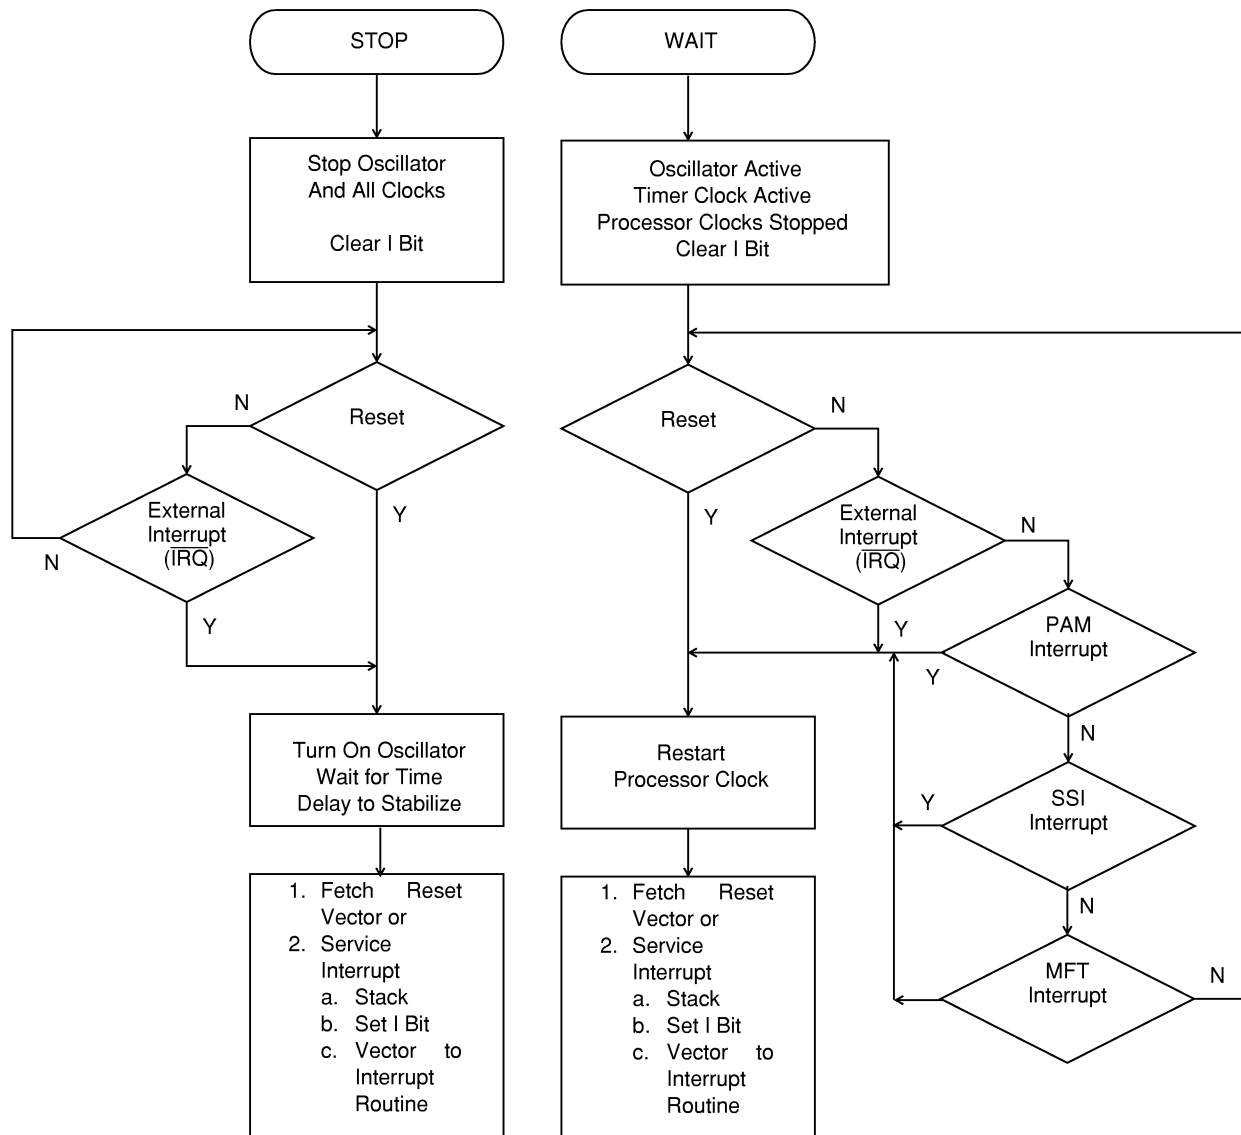 STOP
Stop Oscillator
And All Clocks
Clear I Bit
Reset
N
Y
External
Interrupt
(IRQ)
N
Y
Turn On Oscillator
Wait for Time
Delay to Stabilize
1. Fetch Reset
Vector or
2. Service
Interrupt
a. Stack
b. Set I Bit
c. Vector to
Interrupt
Routine
WAIT
Oscillator Active
Timer Clock Active
Processor Clocks Stopped
Clear I Bit
Reset
N
Y
External
Interrupt
(IRQ)
N
Y
PAM
Interrupt
Y
N
SSI
Interrupt
Y
N
MFT
Interrupt
N
Restart
Processor Clock
1. Fetch Reset
Vector or
2. Service
Interrupt
a. Stack
b. Set I Bit
c. Vector to
Interrupt
Routine